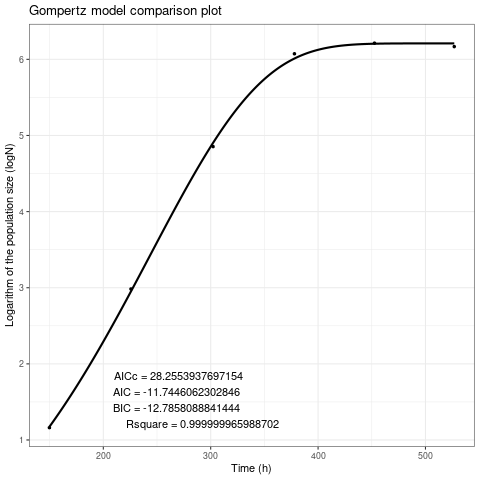 Gompertz model comparison plot
Logarithm of the population size (logN)
6
5
4
3
2
1
AICc = 28.2553937697154
AIC = -11.7446062302846
BIC = -12.7858088841444
Rsquare = 0.999999965988702
200
300
400
500
Time (h)